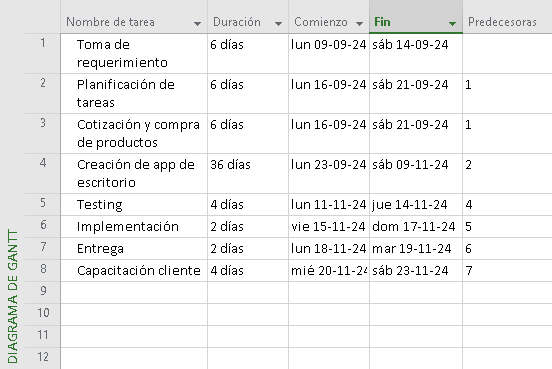 Nombre de tarea Duración Comienzo Fin Predecesoras
1 Toma de requerimiento 6 días lun 09-09-24 sáb 14-09-24
2 Planificación de tareas 6 días lun 16-09-24 sáb 21-09-24 1
3 Cotización y compra de productos 6 días lun 16-09-24 sáb 21-09-24 1
4 Creación de app de escritorio 36 días lun 23-09-24 sáb 09-11-24 2
5 Testing 4 días lun 11-11-24 jue 14-11-24 4
6 Implementación 2 días vie 15-11-24 dom 17-11-24 5
7 Entrega 2 días lun 18-11-24 mar 19-11-24 6
8 Capacitación cliente 4 días mié 20-11-24 sáb 23-11-24 7
9
10
11
12
DIAGRAMA DE GANTT